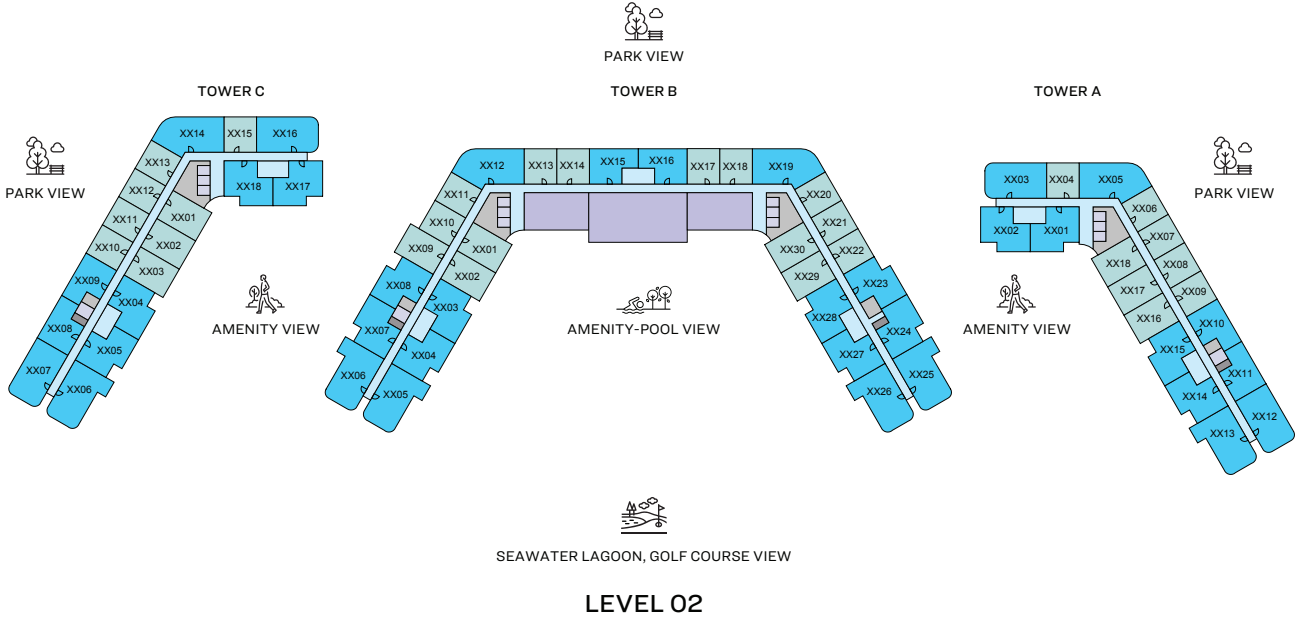 PARK VIEW
TOWER C
TOWER B
TOWER A
PARK VIEW
PARK VIEW
XX14
XX15
XX16
XX13
XX12
XX11
XX10
XX09
XX08
XX07
XX18
XX17
XX01
XX02
XX03
XX04
XX05
XX06
AMENITY VIEW
XX12
XX13
XX14
XX15
XX16
XX17
XX18
XX19
XX11
XX10
XX09
XX08
XX07
XX06
XX01
XX02
XX03
XX04
XX05
XX20
XX21
XX22
XX23
XX24
XX25
XX30
XX29
XX28
XX27
XX26
AMENITY-POOL VIEW
XX03
XX04
XX05
XX02
XX01
XX06
XX07
XX08
XX09
XX10
XX11
XX12
XX18
XX17
XX16
XX15
XX14
XX13
AMENITY VIEW
SEAWATER LAGOON, GOLF COURSE VIEW
LEVEL 02